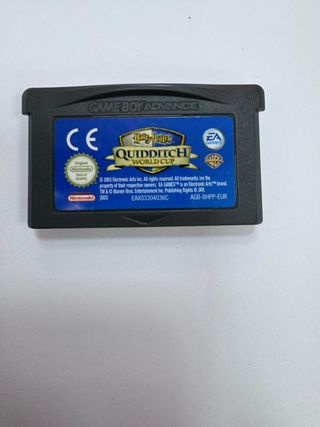 GAME BOY ADVANCE
CE
Harry Potter
QUIDDITCH
WORLD CUP
EA
GAMES
WB
Original
Nintendo
Seal of
Quality
Nintendo
© 2003 Electronic Arts Inc. All rights reserved. All trademarks are the
property of their respective owners. EA GAMES™ is an Electronic Arts™ brand.
TM & © Warner Bros. Entertainment Inc. Publishing Rights © JKR.
EAX03304036C
AGB-BHPP-EUR